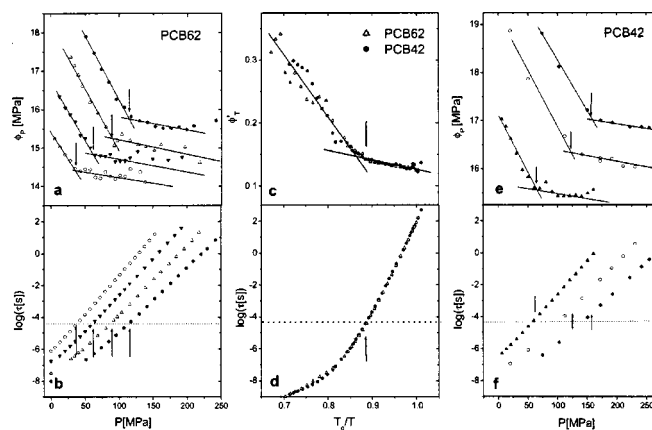 PCB62
PCB62
PCB42
PCB42
ϕP [MPa]
18
17
16
15
14
a
ϕ'T
0.3
0.2
0.1
c
ϕP [MPa]
19
18
17
16
e
log(τ[s])
2
0
-2
-4
-6
-8
b
0 50 100 150 200 250
P[MPa]
log(τ[s])
2
0
-2
-4
-6
-8
d
0.7 0.8 0.9 1.0
log(τ[s])
2
0
-2
-4
-6
-8
f
0 50 100 150 200 250
P[MPa]